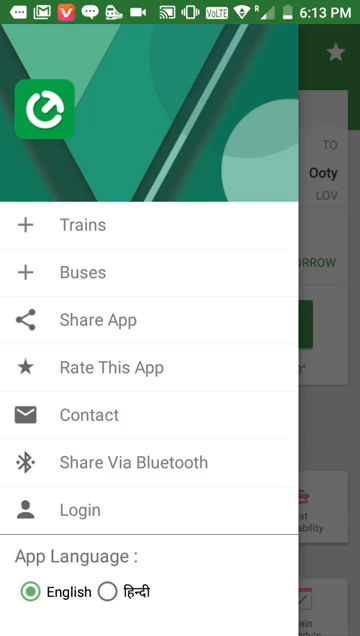 VoLTE R 6:13 PM
TO
Ooty
LOV
Trains
Buses
Share App
Rate This App
Contact
Share Via Bluetooth
Login
App Language :
English हिन्दी